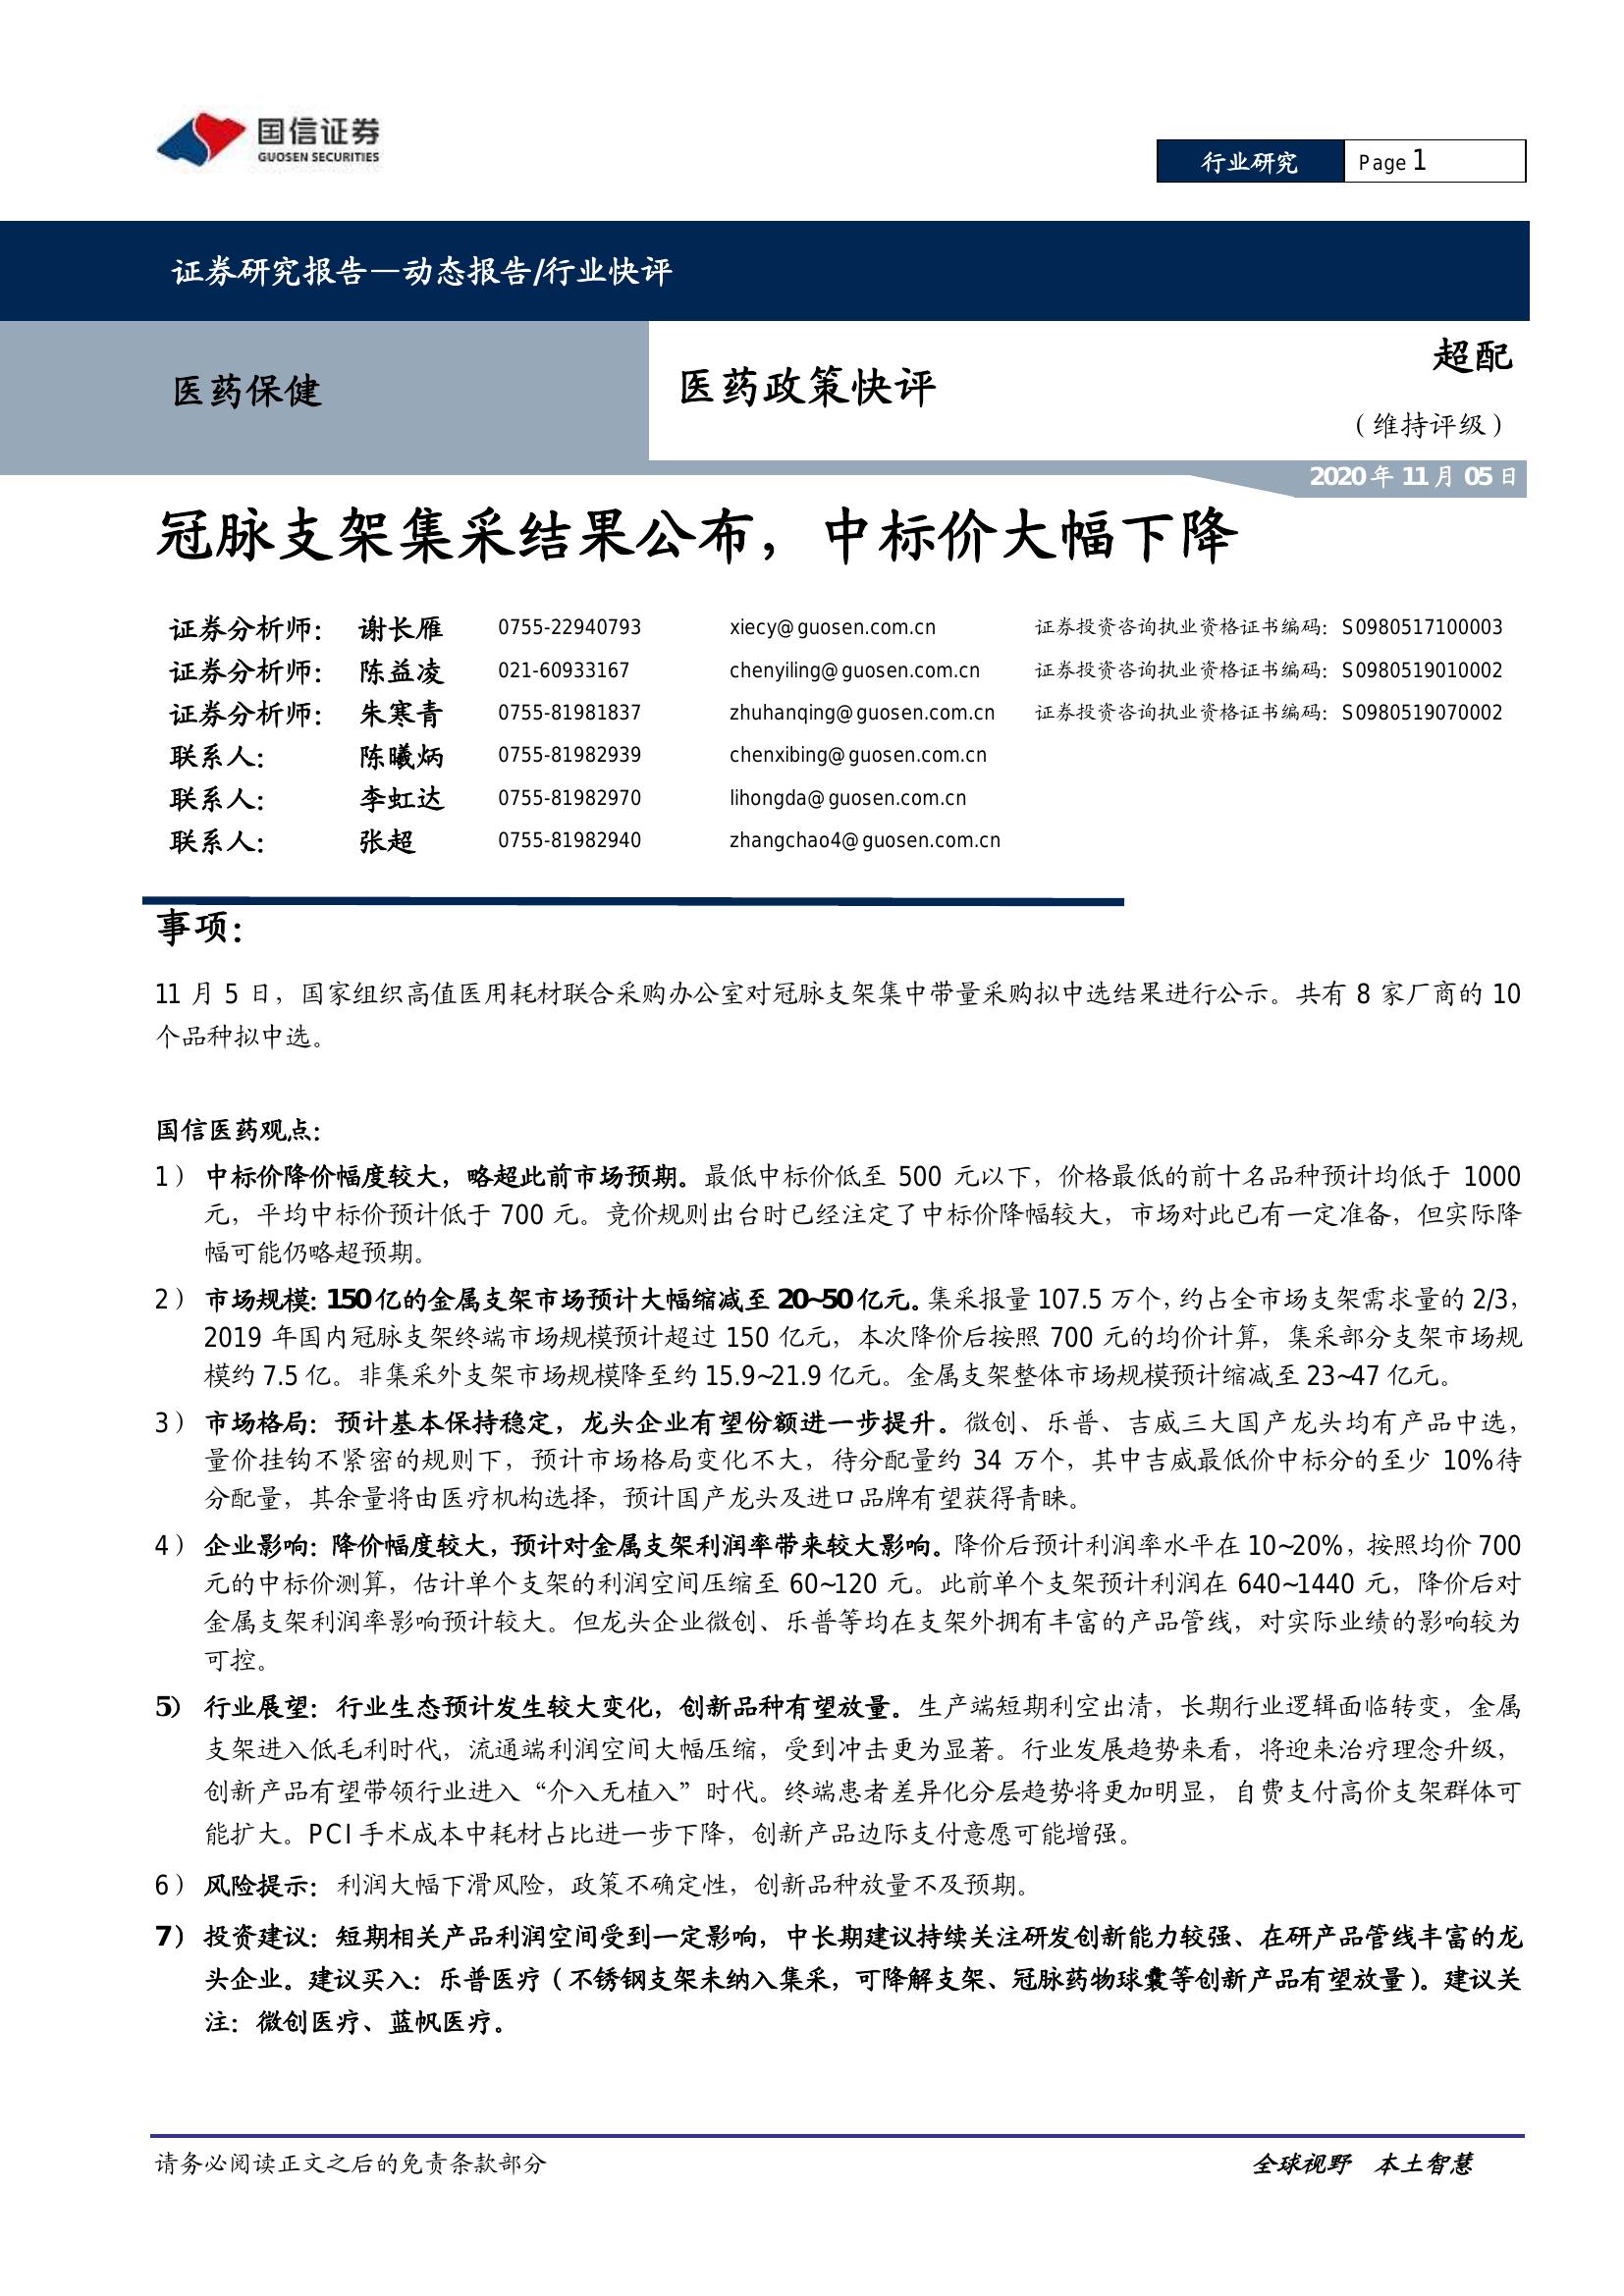 国信证券
GUOSEN SECURITIES
行业研究
Page 1
证券研究报告—动态报告/行业快评
医药保健
医药政策快评
超配
（维持评级）
2020年11月05日
冠脉支架集采结果公布，中标价大幅下降
证券分析师： 谢长雁 0755-22940793 xiecy@guosen.com.cn 证券投资咨询执业资格证书编码：S0980517100003
证券分析师： 陈益凌 021-60933167 chenyiling@guosen.com.cn 证券投资咨询执业资格证书编码：S0980519010002
证券分析师： 朱寒青 0755-81981837 zhuhanqing@guosen.com.cn 证券投资咨询执业资格证书编码：S0980519070002
联系人： 陈曦炳 0755-81982939 chenxibing@guosen.com.cn
联系人： 李虹达 0755-81982970 lihongda@guosen.com.cn
联系人： 张超 0755-81982940 zhangchao4@guosen.com.cn
事项：
11 月 5 日，国家组织高值医用耗材联合采购办公室对冠脉支架集中带量采购拟中选结果进行公示。共有 8 家厂商的 10
个品种拟中选。
国信医药观点：
1） 中标价降价幅度较大，略超此前市场预期。最低中标价低至 500 元以下，价格最低的前十名品种预计均低于 1000
元，平均中标价预计低于 700 元。竞价规则出台时已经注定了中标价降幅较大，市场对此已有一定准备，但实际降
幅可能仍略超预期。
2） 市场规模：150亿的金属支架市场预计大幅缩减至 20~50亿元。集采报量 107.5 万个，约占全市场支架需求量的 2/3，
2019 年国内冠脉支架终端市场规模预计超过 150 亿元，本次降价后按照 700 元的均价计算，集采部分支架市场规
模约 7.5 亿。非集采外支架市场规模降至约 15.9~21.9 亿元。金属支架整体市场规模预计缩减至 23~47 亿元。
3） 市场格局：预计基本保持稳定，龙头企业有望份额进一步提升。微创、乐普、吉威三大国产龙头均有产品中选，
量价挂钩不紧密的规则下，预计市场格局变化不大，待分配量约 34 万个，其中吉威最低价中标分的至少 10%待
分配量，其余量将由医疗机构选择，预计国产龙头及进口品牌有望获得青睐。
4） 企业影响：降价幅度较大，预计对金属支架利润率带来较大影响。降价后预计利润率水平在 10~20%，按照均价 700
元的中标价测算，估计单个支架的利润空间压缩至 60~120 元。此前单个支架预计利润在 640~1440 元，降价后对
金属支架利润率影响预计较大。但龙头企业微创、乐普等均在支架外拥有丰富的产品管线，对实际业绩的影响较为
可控。
5） 行业展望：行业生态预计发生较大变化，创新品种有望放量。生产端短期利空出清，长期行业逻辑面临转变，金属
支架进入低毛利时代，流通端利润空间大幅压缩，受到冲击更为显著。行业发展趋势来看，将迎来治疗理念升级，
创新产品有望带领行业进入“介入无植入”时代。终端患者差异化分层趋势将更加明显，自费支付高价支架群体可
能扩大。PCI 手术成本中耗材占比进一步下降，创新产品边际支付意愿可能增强。
6） 风险提示：利润大幅下滑风险，政策不确定性，创新品种放量不及预期。
7） 投资建议：短期相关产品利润空间受到一定影响，中长期建议持续关注研发创新能力较强、在研产品管线丰富的龙
头企业。建议买入：乐普医疗（不锈钢支架未纳入集采，可降解支架、冠脉药物球囊等创新产品有望放量）。建议关
注：微创医疗、蓝帆医疗。
请务必阅读正文之后的免责条款部分
全球视野 本土智慧